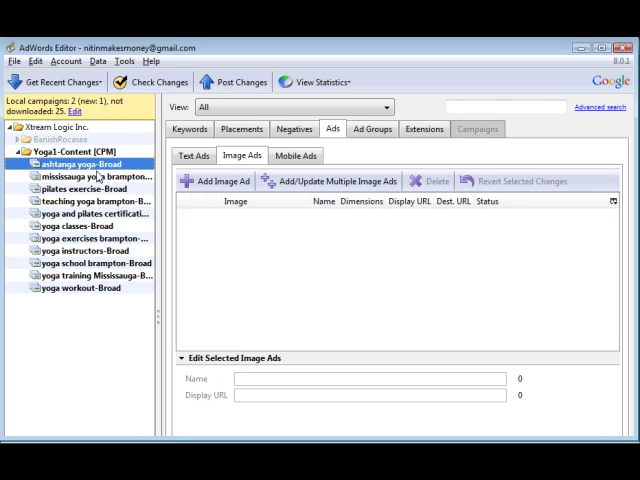 AdWords Editor - nitinmakesmoney@gmail.com
File Edit Account Data Tools Help 8.0.1
Get Recent Changes Check Changes Post Changes View Statistics Google
Local campaigns: 2 (new: 1), not
downloaded: 25. Edit
View: All Advanced search
Xtream Logic Inc.
BanishRocasea
Yoga1-Content [CPM]
ashtanga yoga-Broad
mississauga yoga brampton...
pilates exercise-Broad
teaching yoga brampton-B...
yoga and pilates certificati...
yoga classes-Broad
yoga exercises brampton-...
yoga instructors-Broad
yoga school brampton-Broad
yoga training Mississauga-B...
yoga workout-Broad
Keywords Placements Negatives Ads Ad Groups Extensions Campaigns
Text Ads Image Ads Mobile Ads
Add Image Ad Add/Update Multiple Image Ads Delete Revert Selected Changes
Image Name Dimensions Display URL Dest. URL Status
Edit Selected Image Ads
Name 0
Display URL 0